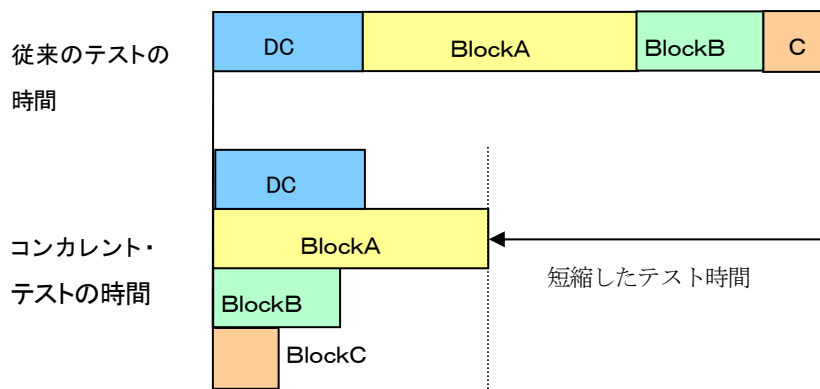 従来のテストの
時間
DC
BlockA
BlockB
C
コンカレント・
テストの時間
DC
BlockA
BlockB
BlockC
短縮したテスト時間